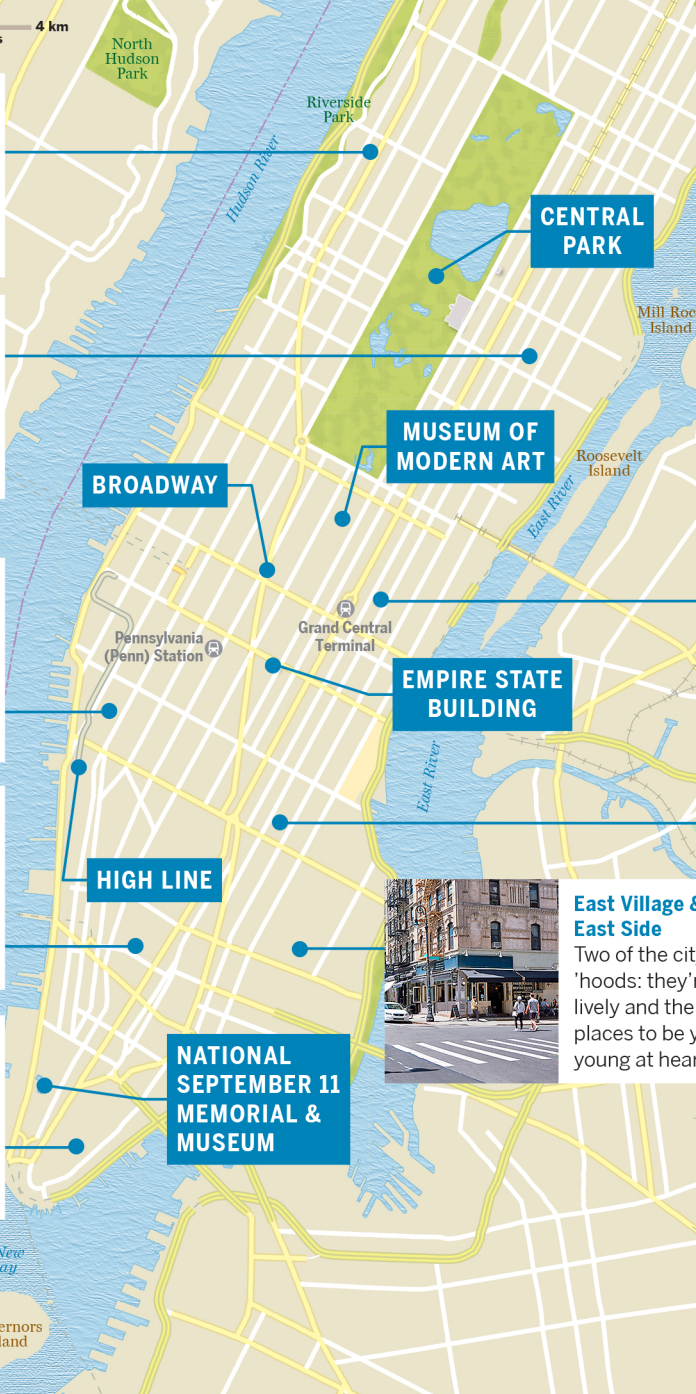 4 km
s
North
Hudson
Park
Riverside
Park
Hudson River
CENTRAL
PARK
Mill Roc
Island
MUSEUM OF
MODERN ART
Roosevelt
Island
BROADWAY
East River
Grand Central
Terminal
Pennsylvania
(Penn) Station
EMPIRE STATE
BUILDING
East River
HIGH LINE
East Village &
East Side
Two of the cit
'hoods: they'r
lively and the
places to be y
young at hear
NATIONAL
SEPTEMBER 11
MEMORIAL &
MUSEUM
New
ay
ernors
land